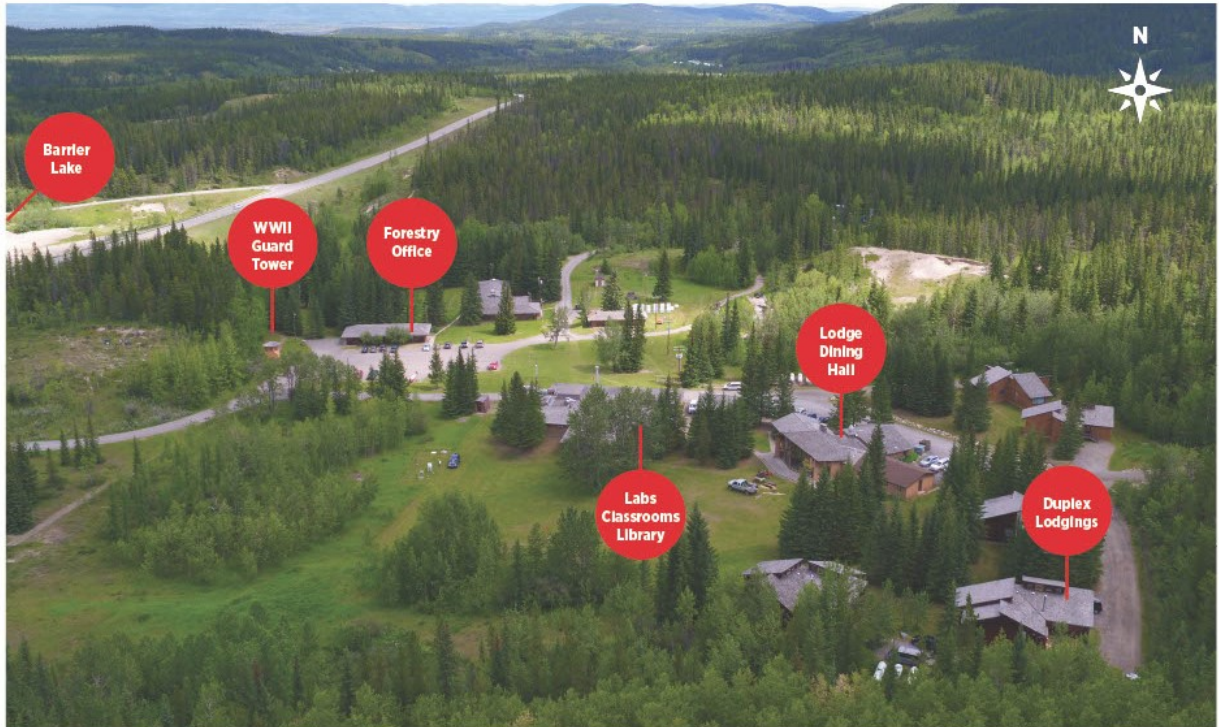 N
Barrier
Lake
WWII
Guard
Tower
Forestry
Office
Lodge
Dining
Hall
Labs
Classrooms
Library
Duplex
Lodgings